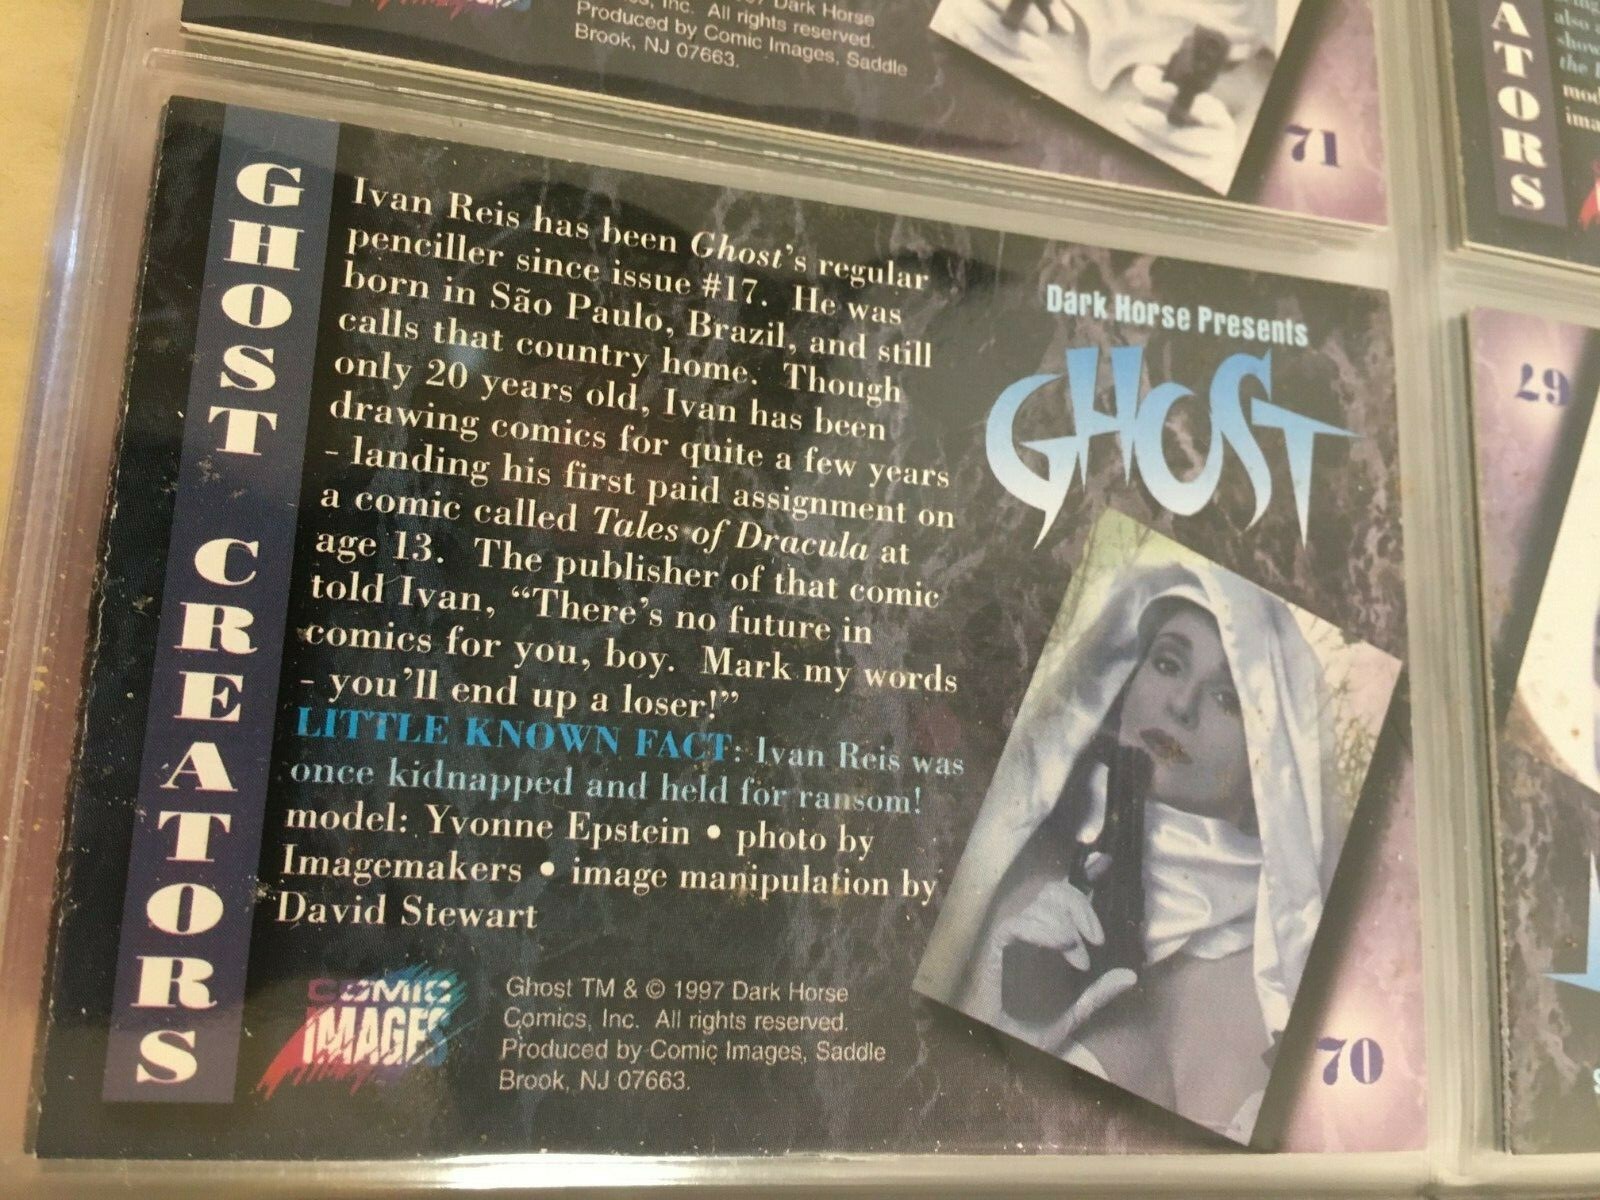 7 Dark Horse
Inc. All rights reserved.
Produced by Comic Images, Saddle
Brook, NJ 07663.
71
ATORS
also
show
the
GHOST CREATORS
Ivan Reis has been Ghost's regular
penciller since issue #17. He was
born in São Paulo, Brazil, and still
calls that country home. Though
only 20 years old, Ivan has been
drawing comics for quite a few years
- landing his first paid assignment on
a comic called Tales of Dracula at
age 13. The publisher of that comic
told Ivan, “There's no future in
comics for you, boy. Mark my words
- you'll end up a loser!”
LITTLE KNOWN FACT: Ivan Reis was
once kidnapped and held for ransom!
model: Yvonne Epstein • photo by
Imagemakers • image manipulation by
David Stewart
COMIC
IMAGES
Ghost TM & © 1997 Dark Horse
Comics, Inc. All rights reserved.
Produced by Comic Images, Saddle
Brook, NJ 07663.
Dark Horse Presents
GHOST
70
67